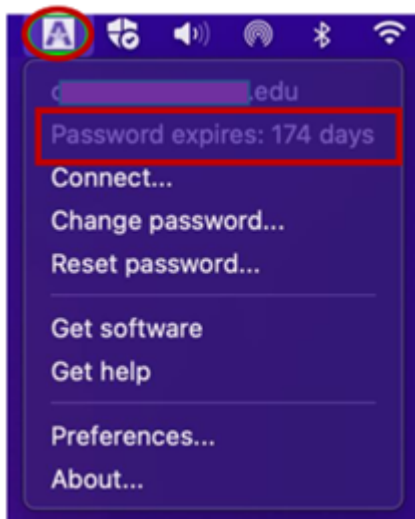 A
.edu
Password expires: 174 days
Connect...
Change password...
Reset password...
Get software
Get help
Preferences...
About...